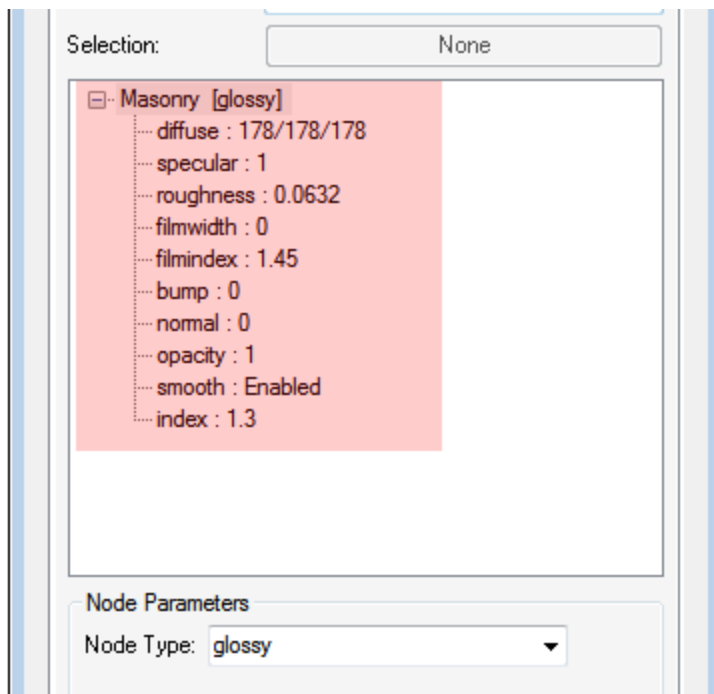 Selection: None
Masonry [glossy]
diffuse : 178/178/178
specular : 1
roughness : 0.0632
filmwidth : 0
filmindex : 1.45
bump : 0
normal : 0
opacity : 1
smooth : Enabled
index : 1.3
Node Parameters
Node Type: glossy